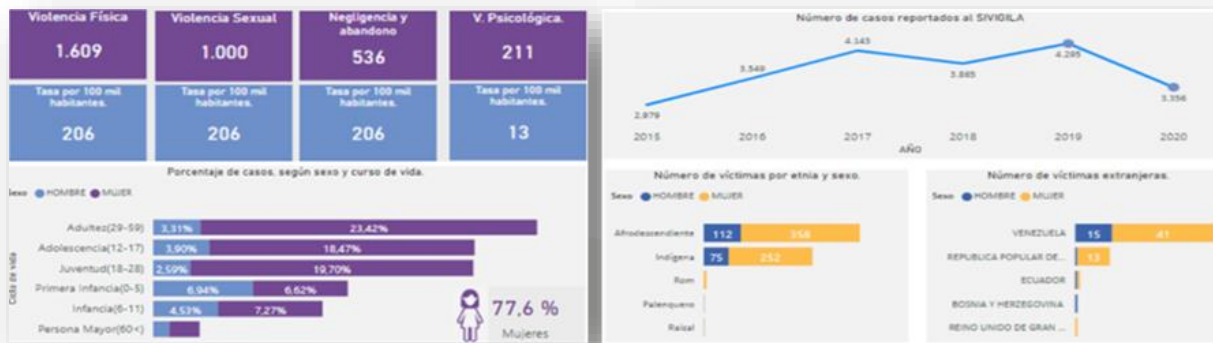 Violencia Física
1.609
Violencia Sexual
1.000
Negligencia y
abandono
536
V. Psicológica.
211
Tasa por 100 mil
habitantes.
206
Tasa por 100 mil
habitantes.
206
Tasa por 100 mil
habitantes.
206
Tasa por 100 mil
habitantes.
13
Porcentaje de casos, según sexo y curso de vida.
Sexo HOMBRE MUJER
Ciclo de vida
Adultez(29-59) 3,31% 23,42%
Adolescencia(12-17) 3,90% 18,47%
Juventud(18-28) 2,59% 19,70%
Primera Infancia(0-5) 6,94% 6,62%
Infancia(6-11) 4,53% 7,27%
Persona Mayor(60<)
77,6 %
Mujeres
Número de casos reportados al SIVIGILA
2.879
3.549
4.143
3.885
4.295
3.356
2015 2016 2017 2018 2019 2020
AÑO
Número de víctimas por etnia y sexo.
Sexo HOMBRE MUJER
Afrodescendiente 112 358
Indígena 75 252
Rom
Palenquero
Raizal
Número de víctimas extranjeras.
Sexo HOMBRE MUJER
VENEZUELA 15 41
REPUBLICA POPULAR DE... 13
ECUADOR
BOSNIA Y HERZEGOVINA
REINO UNIDO DE GRAN ...